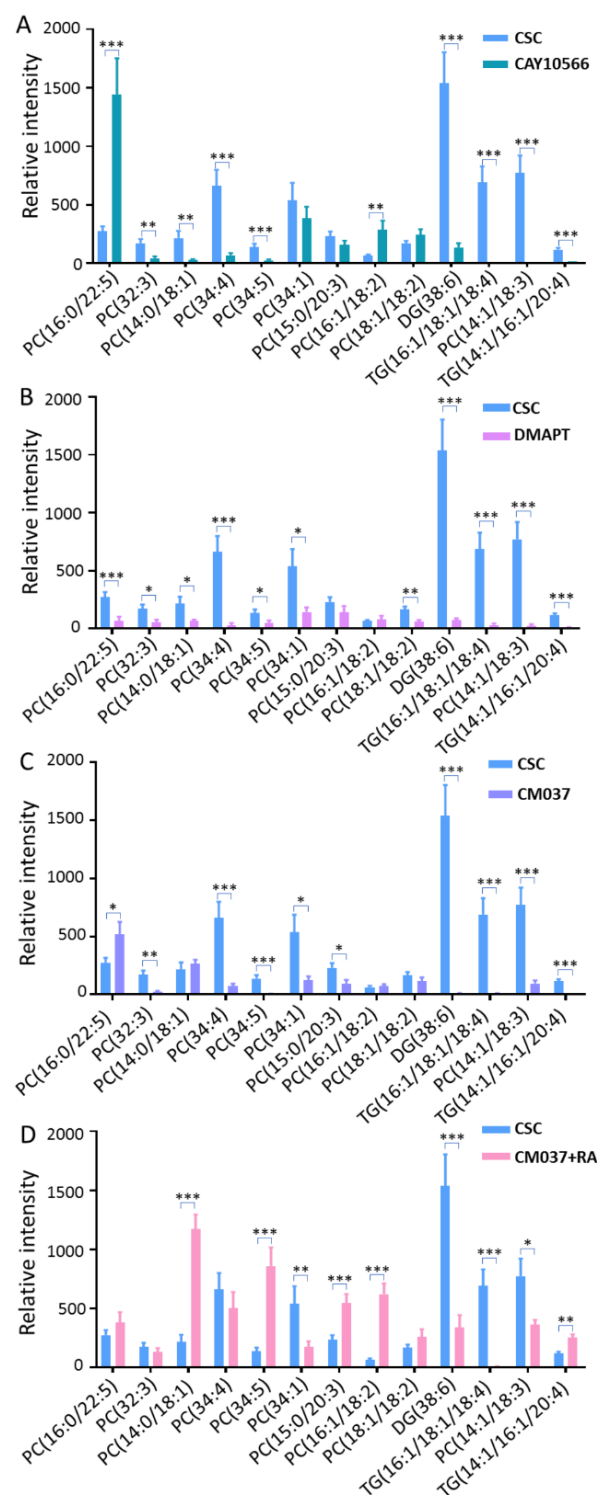 A
CSC
CAY10566
Relative intensity
2000
1500
1000
500
0
***
**
**
***
***
**
***
***
***
***
PC(16:0/22:5)
PC(32:3)
PC(14:0/18:1)
PC(34:4)
PC(34:5)
PC(34:1)
PC(15:0/20:3)
PC(16:1/18:2)
PC(18:1/18:2)
DG(38:6)
TG(16:1/18:1/18:4)
PC(14:1/18:3)
TG(14:1/16:1/20:4)
B
CSC
DMAPT
Relative intensity
2000
1500
1000
500
0
***
*
*
***
*
*
**
***
***
***
***
PC(16:0/22:5)
PC(32:3)
PC(14:0/18:1)
PC(34:4)
PC(34:5)
PC(34:1)
PC(15:0/20:3)
PC(16:1/18:2)
PC(18:1/18:2)
DG(38:6)
TG(16:1/18:1/18:4)
PC(14:1/18:3)
TG(14:1/16:1/20:4)
C
CSC
CM037
Relative intensity
2000
1500
1000
500
0
*
**
***
***
*
*
***
***
***
***
PC(16:0/22:5)
PC(32:3)
PC(14:0/18:1)
PC(34:4)
PC(34:5)
PC(34:1)
PC(15:0/20:3)
PC(16:1/18:2)
PC(18:1/18:2)
DG(38:6)
TG(16:1/18:1/18:4)
PC(14:1/18:3)
TG(14:1/16:1/20:4)
D
CSC
CM037+RA
Relative intensity
2000
1500
1000
500
0
***
***
**
***
***
***
***
*
**
PC(16:0/22:5)
PC(32:3)
PC(14:0/18:1)
PC(34:4)
PC(34:5)
PC(34:1)
PC(15:0/20:3)
PC(16:1/18:2)
PC(18:1/18:2)
DG(38:6)
TG(16:1/18:1/18:4)
PC(14:1/18:3)
TG(14:1/16:1/20:4)